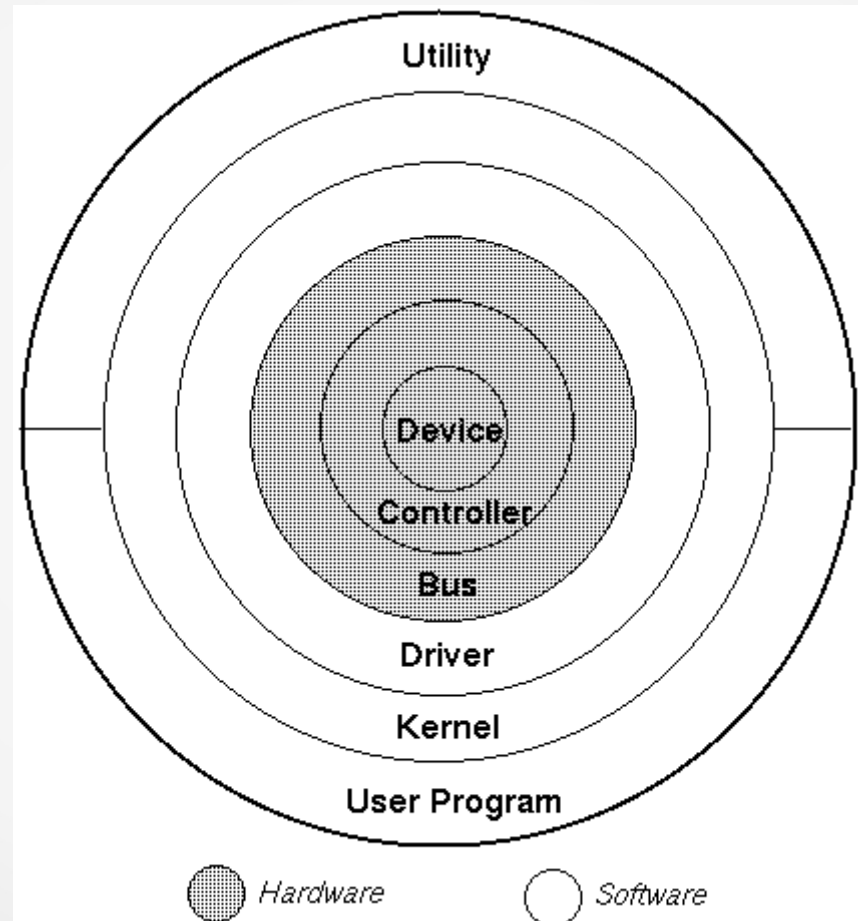 Utility
Device
Controller
Bus
Driver
Kernel
User Program
Hardware Software